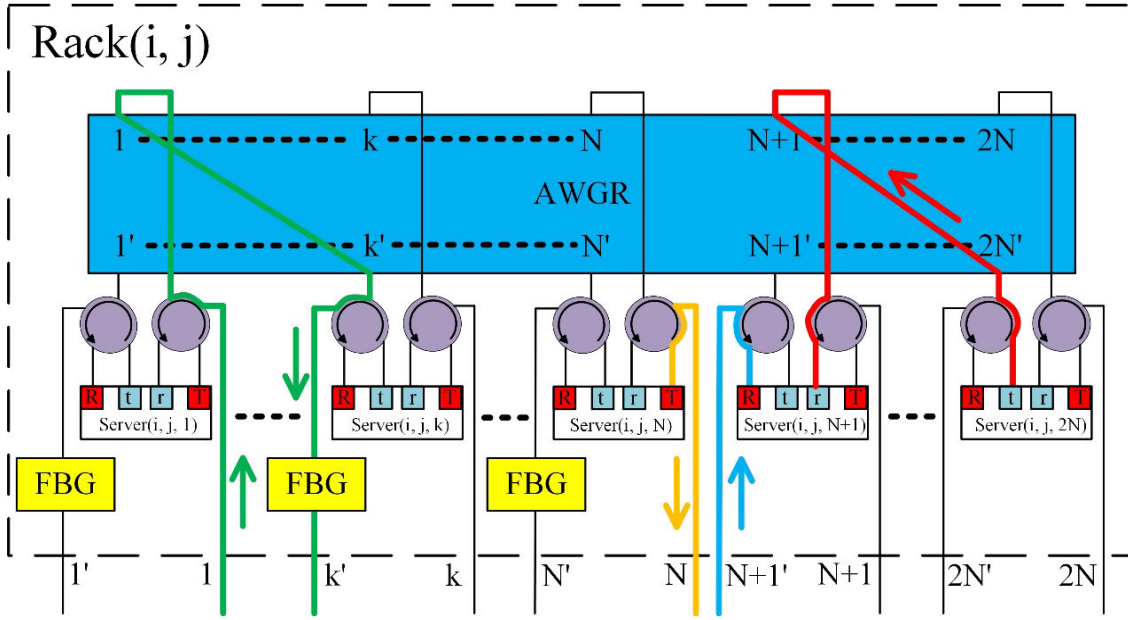 Rack(i, j)
1 k N N+1 2N
AWGR
1' k' N' N+1' 2N'
R t r T R t r T R t r T R t r T R t r T
Server(i, j, 1) Server(i, j, k) Server(i, j, N) Server(i, j, N+1) Server(i, j, 2N)
FBG FBG FBG
1' 1 k' k N' N N+1' N+1 2N' 2N